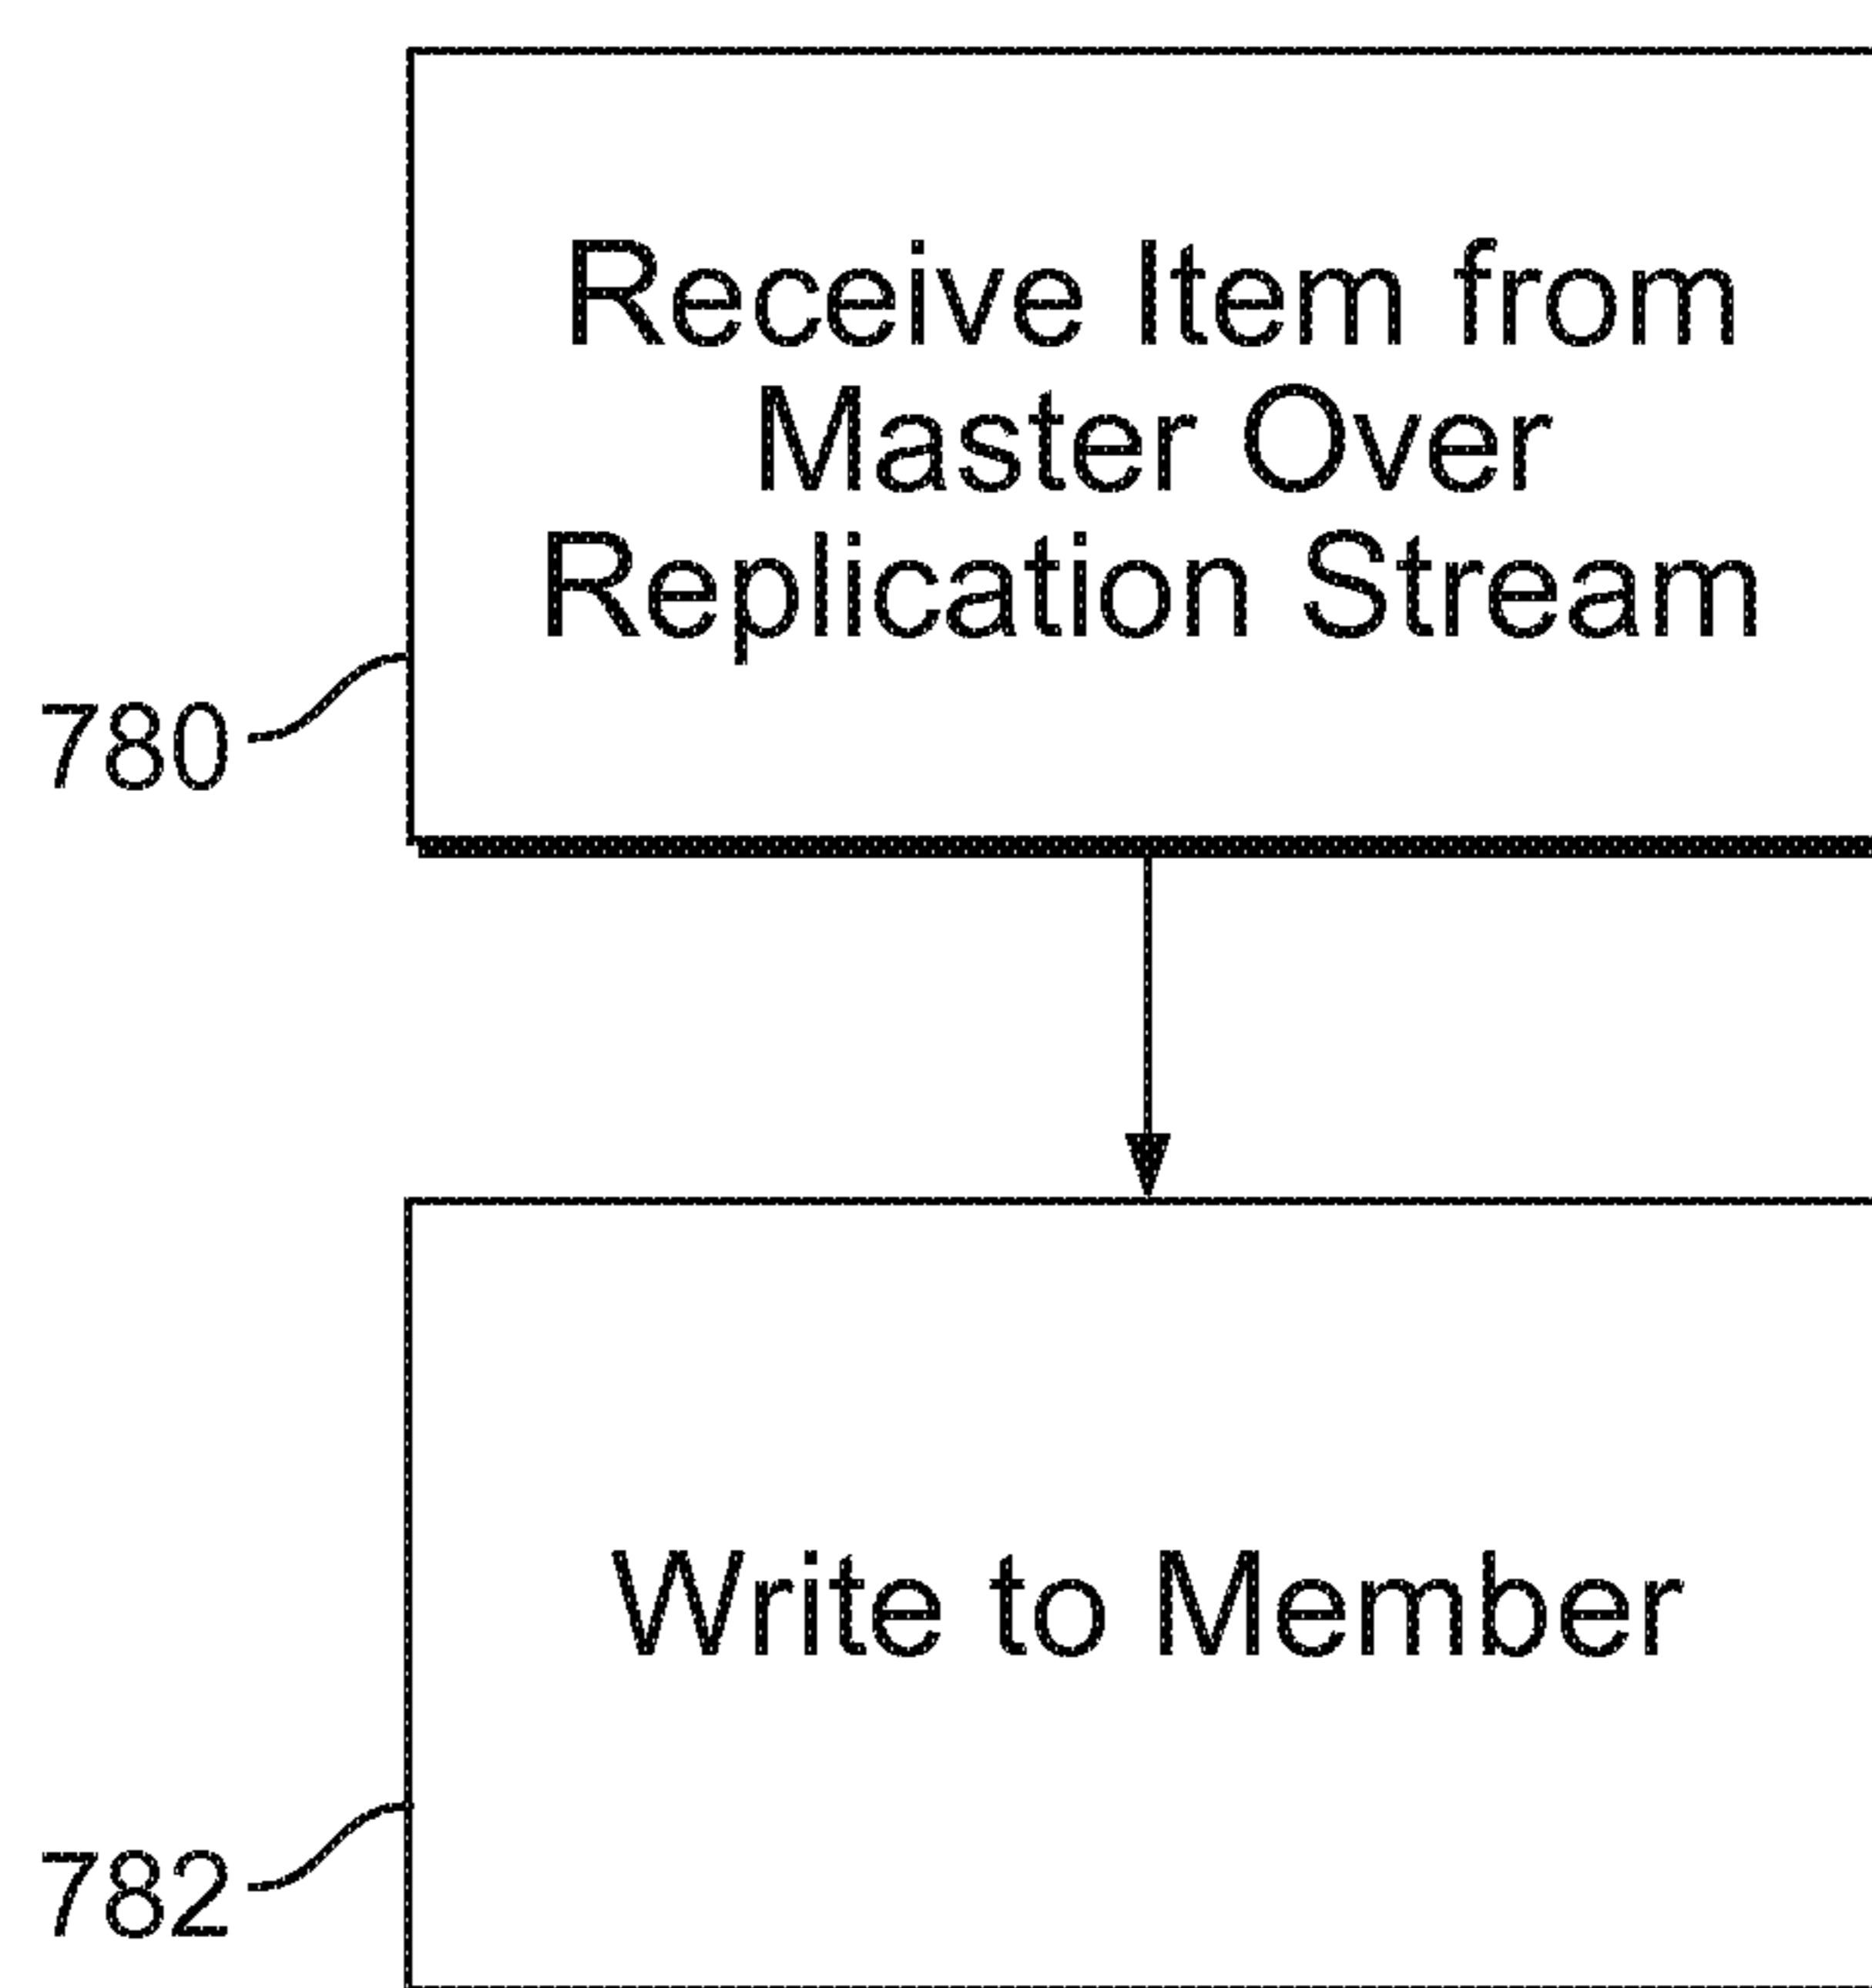 Receive Item from
Master Over
Replication Stream
780
Write to Member
782